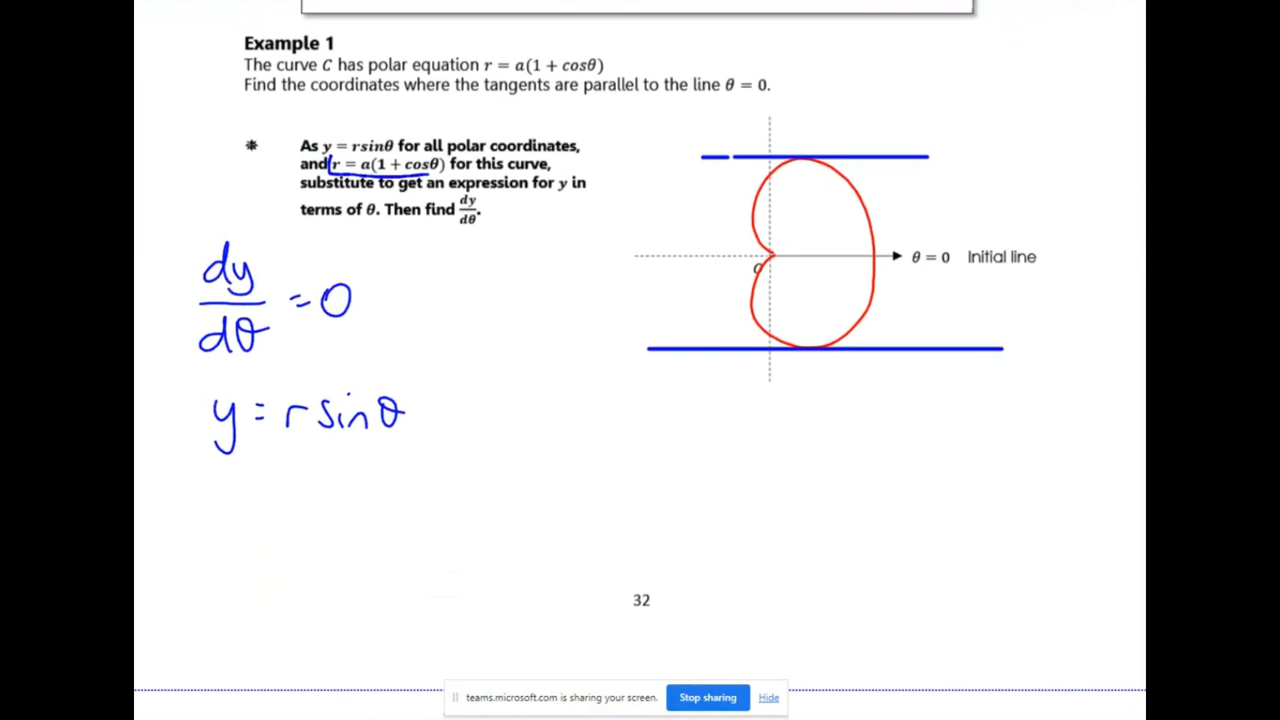 Example 1
The curve C has polar equation r = a(1 + cosθ)
Find the coordinates where the tangents are parallel to the line θ = 0.
⁕ As y = rsinθ for all polar coordinates,
and r = a(1 + cosθ) for this curve,
substitute to get an expression for y in
terms of θ. Then find dy/dθ.
O
θ = 0 Initial line
dy/dθ = 0
y = r sinθ
32
teams.microsoft.com is sharing your screen. Stop sharing Hide